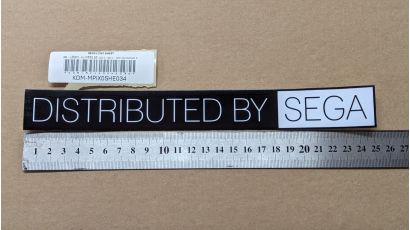 KDM-MPIX0SHE034
DISTRIBUTED BY SEGA
1 2 3 4 5 6 7 8 9 10 11 12 13 14 15 16 17 18 19 20 21 22 23 24 25 26 27